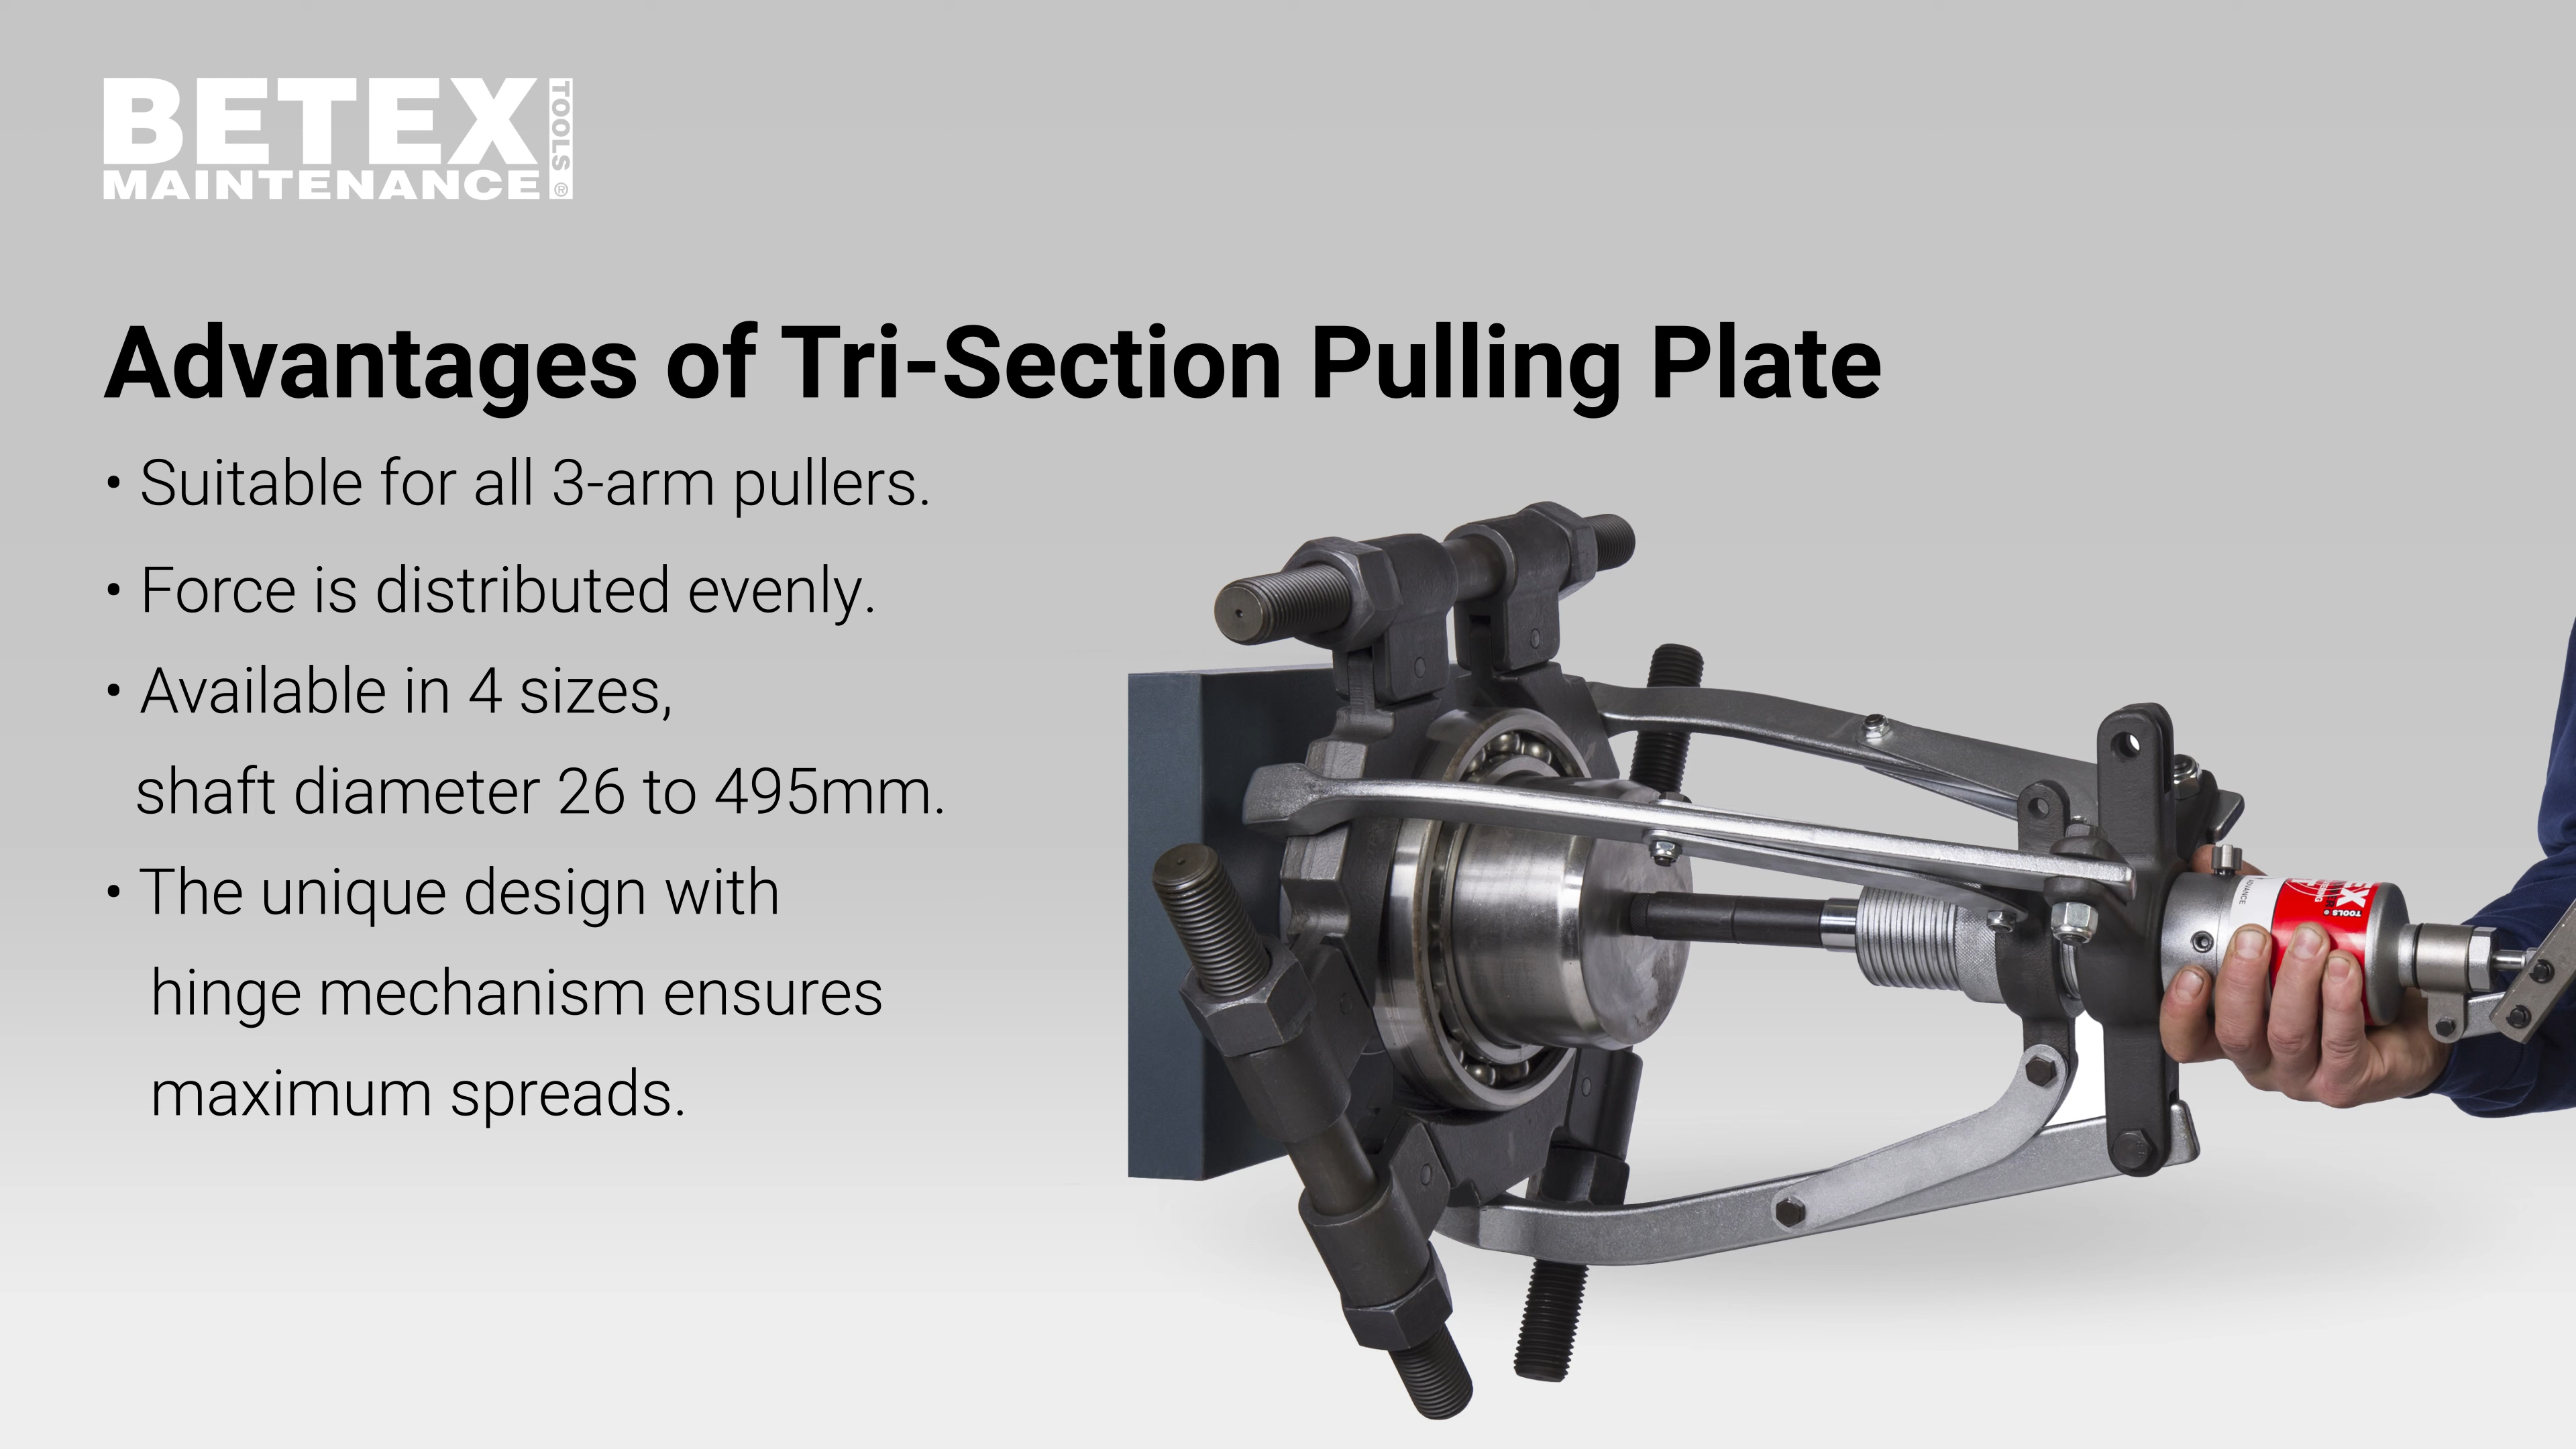 BETEX
MAINTENANCE
TOOLS ®
Advantages of Tri-Section Pulling Plate
• Suitable for all 3-arm pullers.
• Force is distributed evenly.
• Available in 4 sizes,
shaft diameter 26 to 495mm.
• The unique design with
hinge mechanism ensures
maximum spreads.
TOOLS